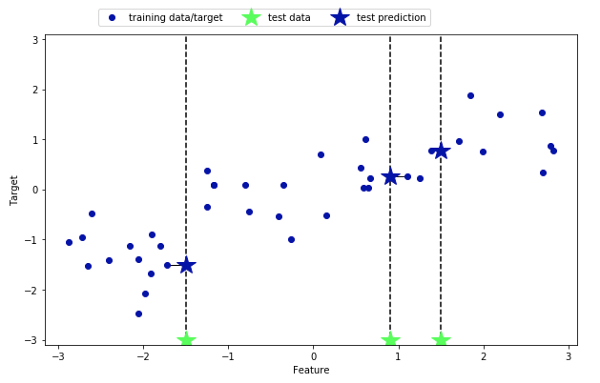 training data/target test data test prediction
3
2
1
0
−1
−2
−3
Target
−3 −2 −1 0 1 2 3
Feature